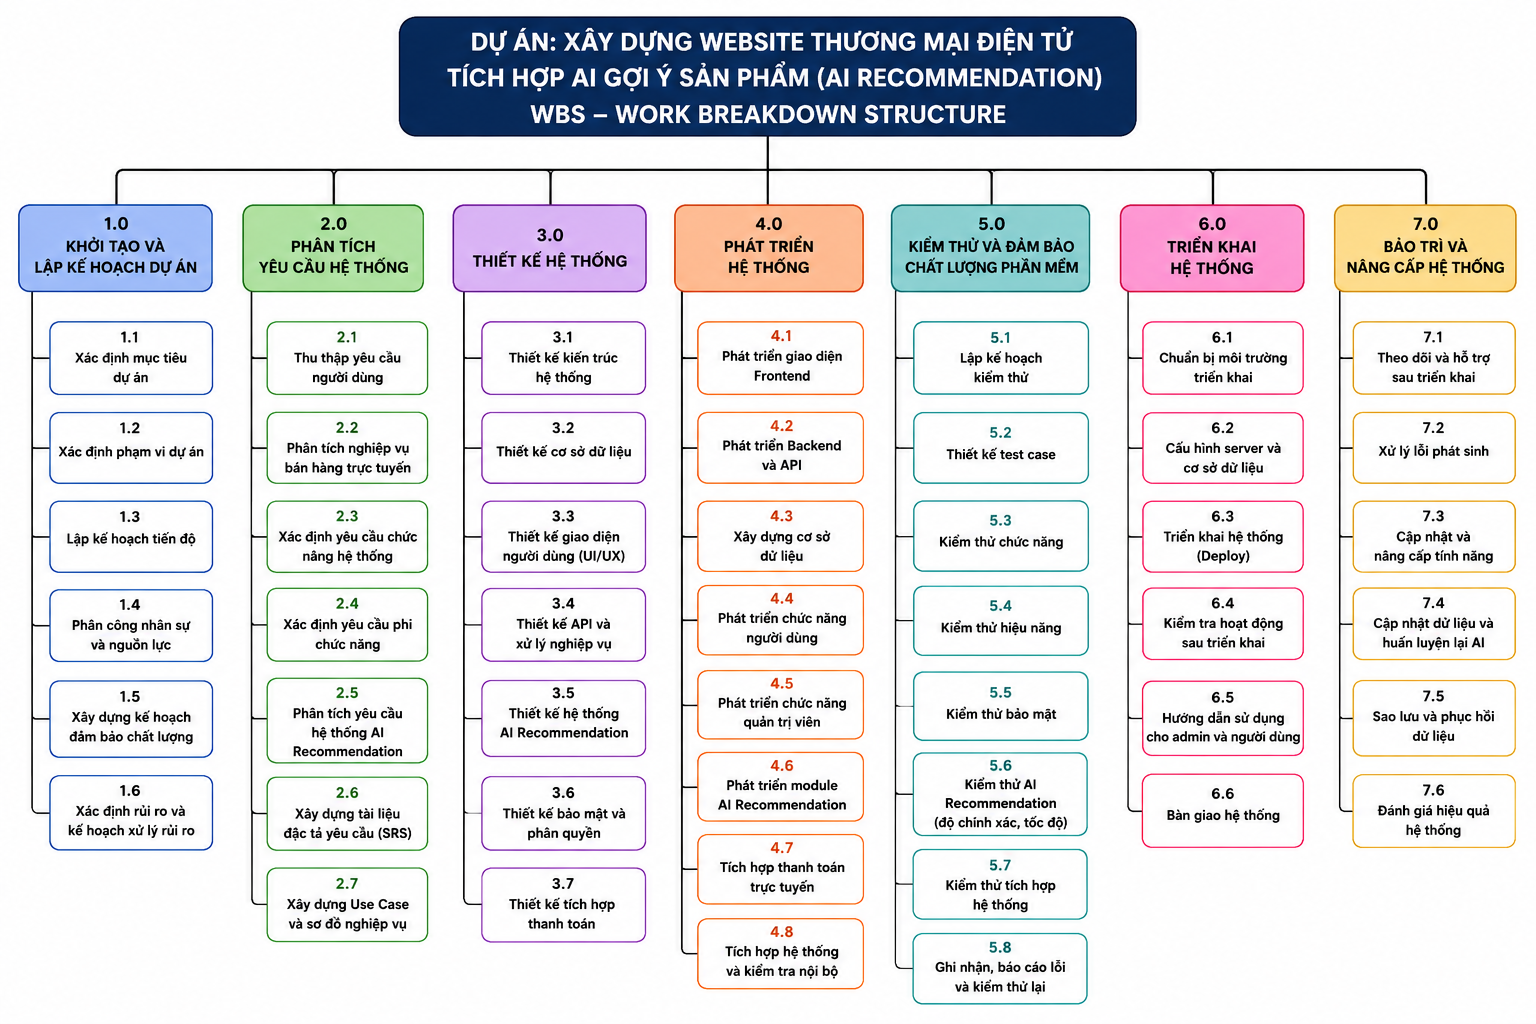 DỰ ÁN: XÂY DỰNG WEBSITE THƯƠNG MẠI ĐIỆN TỬ
TÍCH HỢP AI GỢI Ý SẢN PHẨM (AI RECOMMENDATION)
WBS – WORK BREAKDOWN STRUCTURE
1.0
KHỞI TẠO VÀ
LẬP KẾ HOẠCH DỰ ÁN
1.1
Xác định mục tiêu
dự án
1.2
Xác định phạm vi dự án
1.3
Lập kế hoạch tiến độ
1.4
Phân công nhân sự
và nguồn lực
1.5
Xây dựng kế hoạch
đảm bảo chất lượng
1.6
Xác định rủi ro và
kế hoạch xử lý rủi ro
2.0
PHÂN TÍCH
YÊU CẦU HỆ THỐNG
2.1
Thu thập yêu cầu
người dùng
2.2
Phân tích nghiệp vụ
bán hàng trực tuyến
2.3
Xác định yêu cầu chức
năng hệ thống
2.4
Xác định yêu cầu phi
chức năng
2.5
Phân tích yêu cầu
hệ thống AI
Recommendation
2.6
Xây dựng tài liệu
đặc tả yêu cầu (SRS)
2.7
Xây dựng Use Case
và sơ đồ nghiệp vụ
3.0
THIẾT KẾ HỆ THỐNG
3.1
Thiết kế kiến trúc
hệ thống
3.2
Thiết kế cơ sở dữ liệu
3.3
Thiết kế giao diện
người dùng (UI/UX)
3.4
Thiết kế API và
xử lý nghiệp vụ
3.5
Thiết kế hệ thống
AI Recommendation
3.6
Thiết kế bảo mật và
phân quyền
3.7
Thiết kế tích hợp
thanh toán
4.0
PHÁT TRIỂN
HỆ THỐNG
4.1
Phát triển giao diện
Frontend
4.2
Phát triển Backend
và API
4.3
Xây dựng cơ sở
dữ liệu
4.4
Phát triển chức năng
người dùng
4.5
Phát triển chức năng
quản trị viên
4.6
Phát triển module
AI Recommendation
4.7
Tích hợp thanh toán
trực tuyến
4.8
Tích hợp hệ thống
và kiểm tra nội bộ
5.0
KIỂM THỬ VÀ ĐẢM BẢO
CHẤT LƯỢNG PHẦN MỀM
5.1
Lập kế hoạch
kiểm thử
5.2
Thiết kế test case
5.3
Kiểm thử chức năng
5.4
Kiểm thử hiệu năng
5.5
Kiểm thử bảo mật
5.6
Kiểm thử AI
Recommendation
(độ chính xác, tốc độ)
5.7
Kiểm thử tích hợp
hệ thống
5.8
Ghi nhận, báo cáo lỗi
và kiểm thử lại
6.0
TRIỂN KHAI
HỆ THỐNG
6.1
Chuẩn bị môi trường
triển khai
6.2
Cấu hình server và
cơ sở dữ liệu
6.3
Triển khai hệ thống
(Deploy)
6.4
Kiểm tra hoạt động
sau triển khai
6.5
Hướng dẫn sử dụng
cho admin và người dùng
6.6
Bàn giao hệ thống
7.0
BẢO TRÌ VÀ
NÂNG CẤP HỆ THỐNG
7.1
Theo dõi và hỗ trợ
sau triển khai
7.2
Xử lý lỗi phát sinh
7.3
Cập nhật và
nâng cấp tính năng
7.4
Cập nhật dữ liệu và
huấn luyện lại AI
7.5
Sao lưu và phục hồi
dữ liệu
7.6
Đánh giá hiệu quả
hệ thống